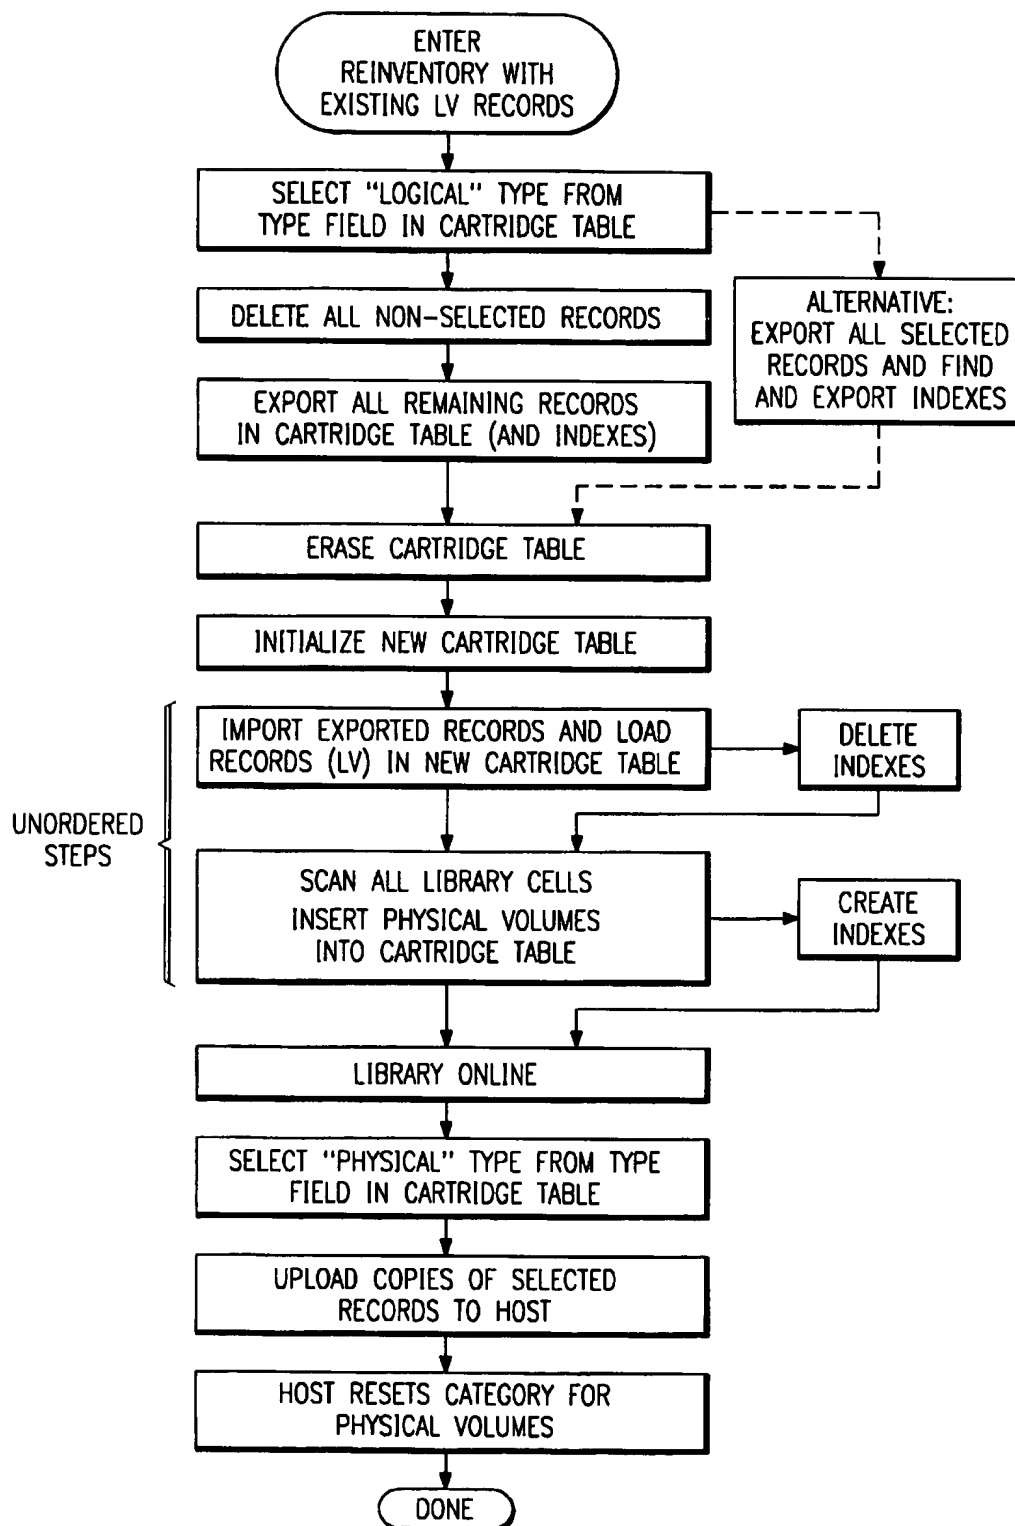 ENTER
REINVENTORY WITH
EXISTING LV RECORDS
SELECT "LOGICAL" TYPE FROM
TYPE FIELD IN CARTRIDGE TABLE
DELETE ALL NON-SELECTED RECORDS
ALTERNATIVE:
EXPORT ALL SELECTED
RECORDS AND FIND
AND EXPORT INDEXES
EXPORT ALL REMAINING RECORDS
IN CARTRIDGE TABLE (AND INDEXES)
ERASE CARTRIDGE TABLE
INITIALIZE NEW CARTRIDGE TABLE
UNORDERED
STEPS
IMPORT EXPORTED RECORDS AND LOAD
RECORDS (LV) IN NEW CARTRIDGE TABLE
DELETE
INDEXES
SCAN ALL LIBRARY CELLS
INSERT PHYSICAL VOLUMES
INTO CARTRIDGE TABLE
CREATE
INDEXES
LIBRARY ONLINE
SELECT "PHYSICAL" TYPE FROM TYPE
FIELD IN CARTRIDGE TABLE
UPLOAD COPIES OF SELECTED
RECORDS TO HOST
HOST RESETS CATEGORY FOR
PHYSICAL VOLUMES
DONE